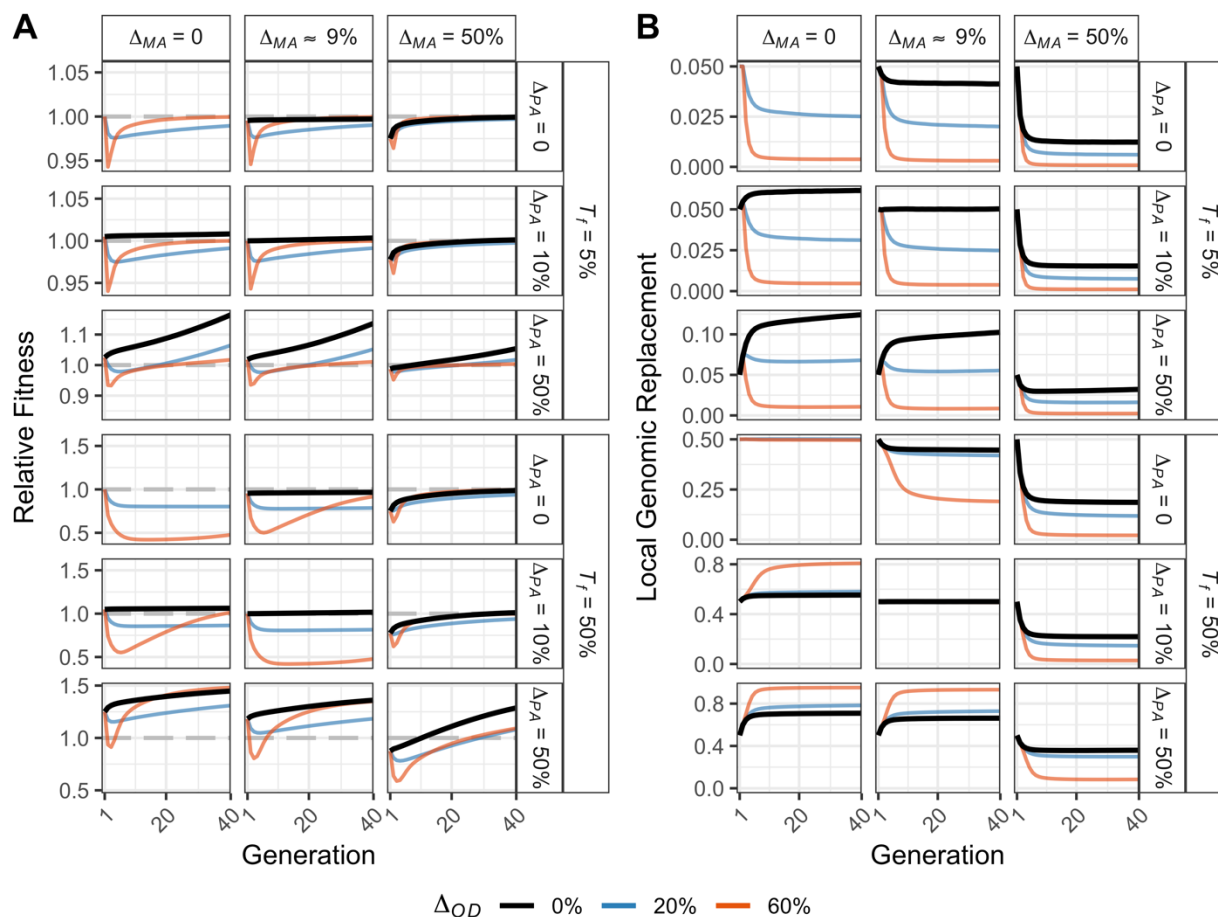 A
B
Δ_MA = 0
Δ_MA ≈ 9%
Δ_MA = 50%
Δ_MA = 0
Δ_MA ≈ 9%
Δ_MA = 50%
Relative Fitness
1.05
1.00
0.95
Δ_PA = 0
1.05
1.00
0.95
Δ_PA = 10%
1.1
1.0
0.9
Δ_PA = 50%
T_f = 5%
1.5
1.0
0.5
Δ_PA = 0
1.5
1.0
0.5
Δ_PA = 10%
1.5
1.0
0.5
Δ_PA = 50%
T_f = 50%
1
20
40
1
20
40
1
20
40
Generation
Local Genomic Replacement
0.050
0.025
0.000
Δ_PA = 0
0.050
0.025
0.000
Δ_PA = 10%
0.10
0.05
0.00
Δ_PA = 50%
T_f = 5%
0.50
0.25
0.00
Δ_PA = 0
0.8
0.4
0.0
Δ_PA = 10%
0.8
0.4
0.0
Δ_PA = 50%
T_f = 50%
1
20
40
1
20
40
1
20
40
Generation
Δ_OD 0% 20% 60%